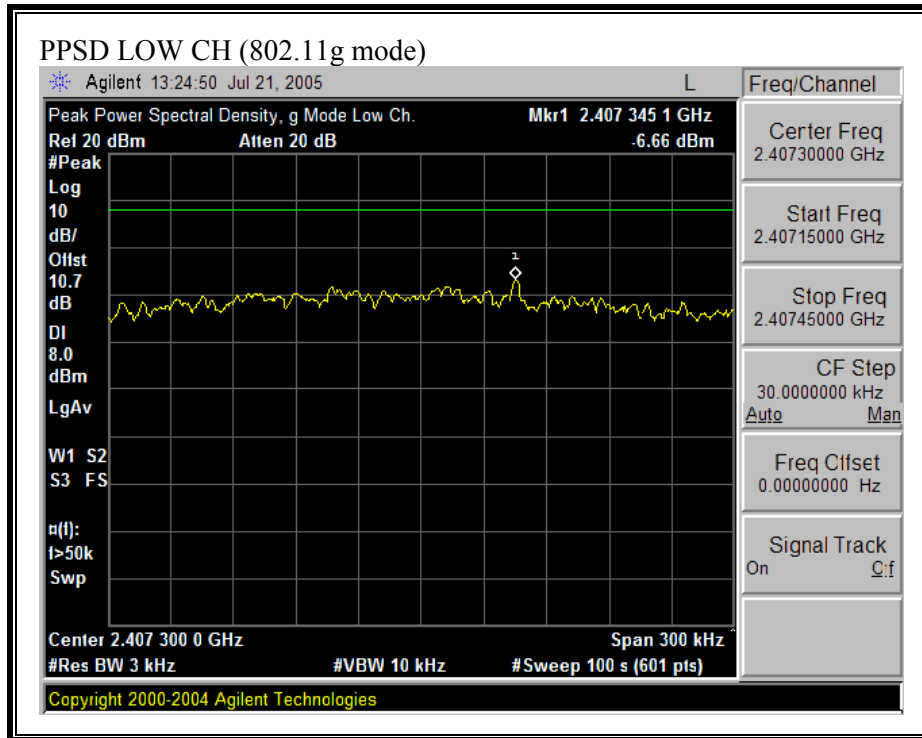 PPSD LOW CH (802.11g mode)
Agilent 13:24:50 Jul 21, 2005 L
Peak Power Spectral Density, g Mode Low Ch. Mkr1 2.407 345 1 GHz
Ref 20 dBm Atten 20 dB -6.66 dBm
#Peak
Log
10
dB/
Offst
10.7
dB
DI
8.0
dBm
LgAv
W1 S2
S3 FS
¤(f):
f>50k
Swp
1
Center 2.407 300 0 GHz Span 300 kHz
#Res BW 3 kHz #VBW 10 kHz #Sweep 100 s (601 pts)
Copyright 2000-2004 Agilent Technologies
Freq/Channel
Center Freq
2.40730000 GHz
Start Freq
2.40715000 GHz
Stop Freq
2.40745000 GHz
CF Step
30.0000000 kHz
Auto Man
Freq Offset
0.00000000 Hz
Signal Track
On Off